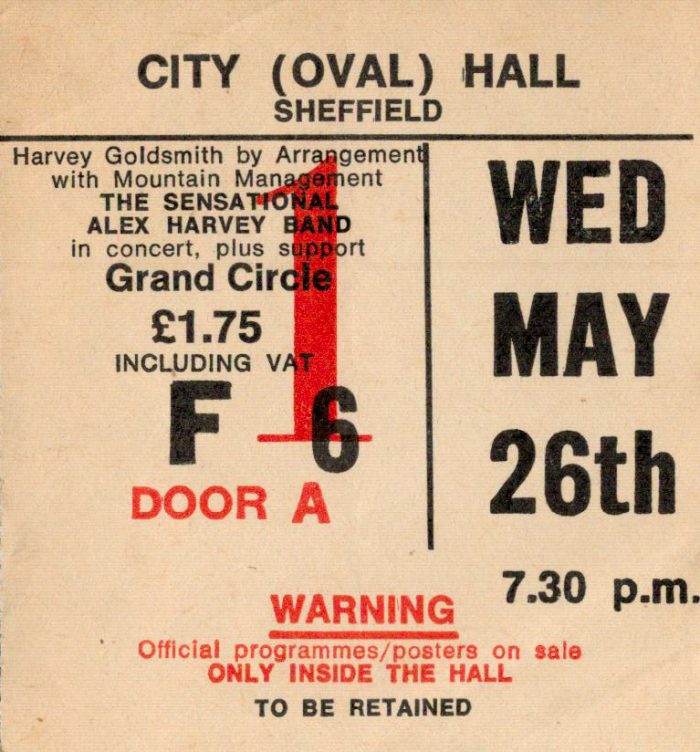 CITY (OVAL) HALL
SHEFFIELD
Harvey Goldsmith by Arrangement
with Mountain Management
THE SENSATIONAL
ALEX HARVEY BAND
in concert, plus support
Grand Circle
£1.75
INCLUDING VAT
1
F 6
DOOR A
WED
MAY
26th
7.30 p.m.
WARNING
Official programmes/posters on sale
ONLY INSIDE THE HALL
TO BE RETAINED